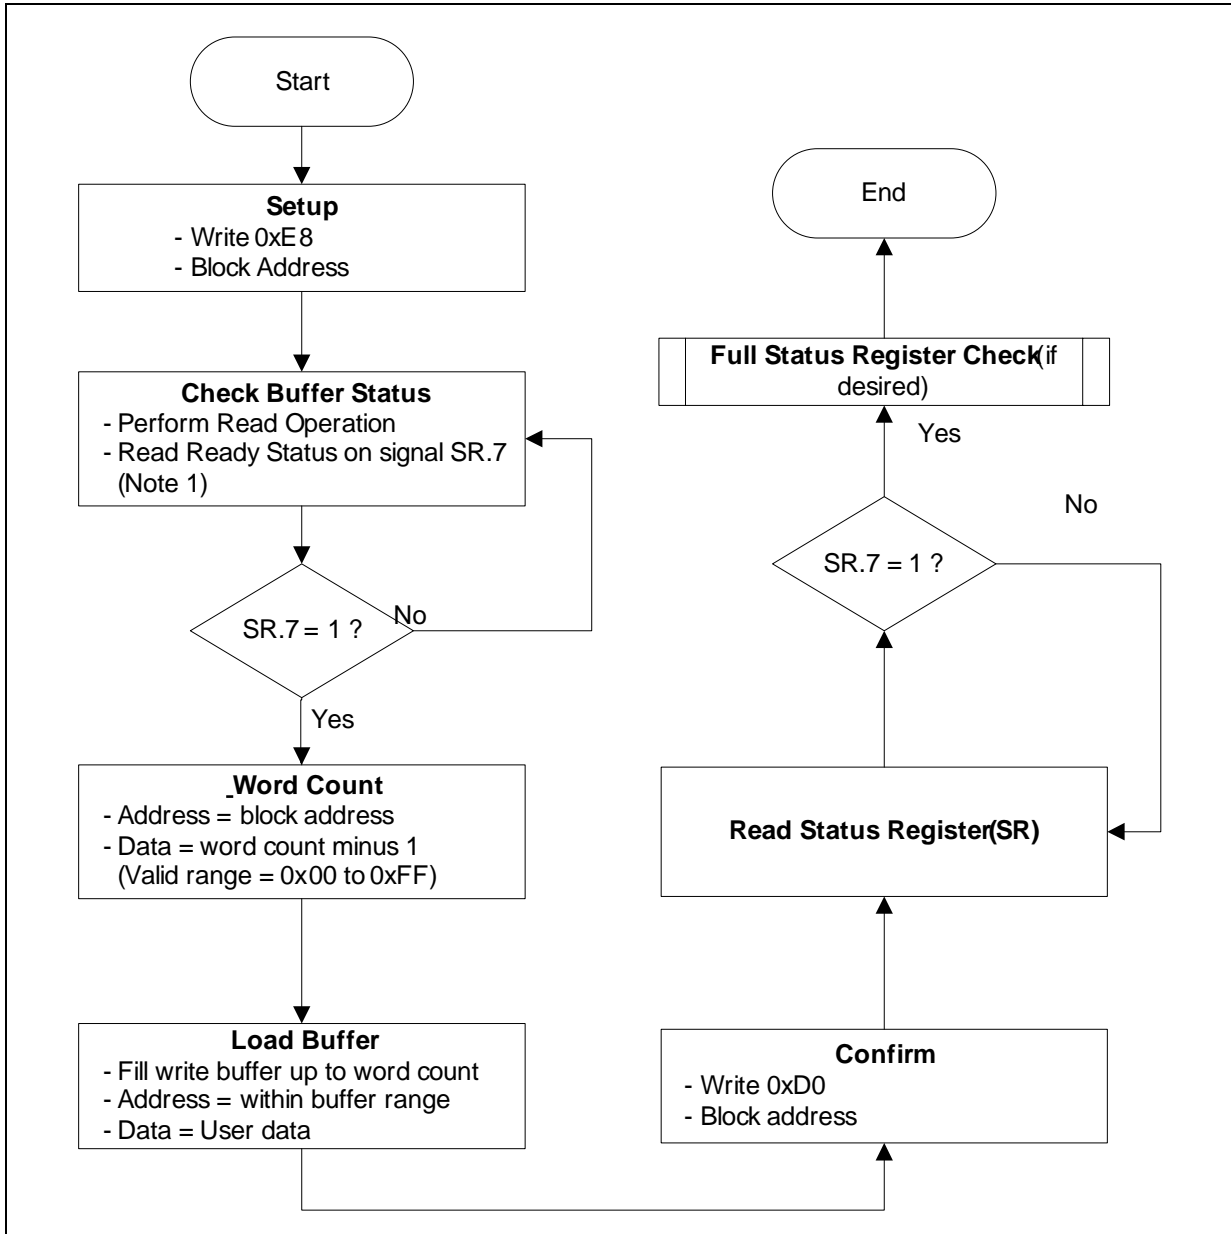 Start
Setup
- Write 0xE8
- Block Address
Check Buffer Status
- Perform Read Operation
- Read Ready Status on signal SR.7
(Note 1)
SR.7 = 1 ?
No
Yes
Word Count
- Address = block address
- Data = word count minus 1
(Valid range = 0x00 to 0xFF)
Load Buffer
- Fill write buffer up to word count
- Address = within buffer range
- Data = User data
Confirm
- Write 0xD0
- Block address
Read Status Register(SR)
SR.7 = 1 ?
No
Yes
Full Status Register Check(if
desired)
End